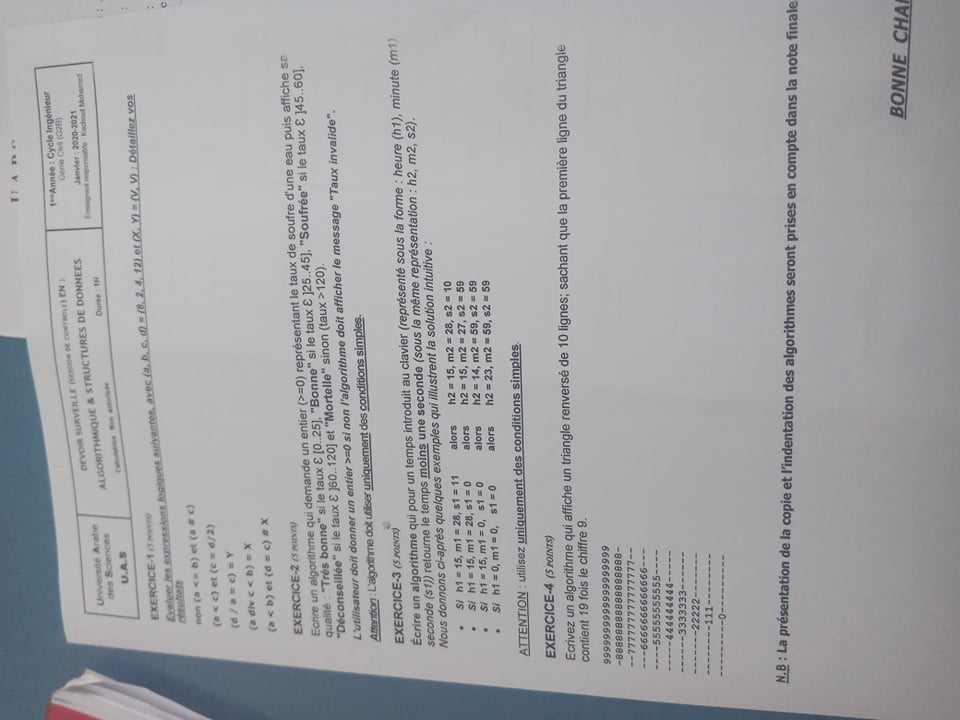 Université Arabe
des Sciences
U.A.S
DEVOIR SURVEILLE (SESSION DE CONTROLE) EN :
ALGORITHMIQUE & STRUCTURES DE DONNEES
Calculatrice : Non autorisée Durée : 1H
1ère Année : Cycle Ingénieur
Génie Civil (G2B)
Janvier : 2020-2021
Enseignant responsable : Kachout Mohamed
EXERCICE-1 (5 POINTS)
Evaluer les expressions logiques suivantes, avec (a, b, c, d) = (8, 2, 4, 12) et (X, Y) = (V, V) : Détaillez vos
résultats
non (a <= b) et (a # c)
(a < c) et (c = d/2)
(d / a = c) = Y
(a div c < b) = X
(a < b) et (d = c) # X
EXERCICE-2 (5 POINTS)
Ecrire un algorithme qui demande un entier (>=0) représentant le taux de soufre d'une eau puis affiche sa
qualité : "Très bonne" si le taux Ɛ [0..25], "Bonne" si le taux Ɛ ]25..45], "Soufrée" si le taux Ɛ ]45..60],
"Déconseillée" si le taux Ɛ ]60..120] et "Mortelle" sinon (taux >120).
L'utilisateur doit donner un entier >=0 si non l'algorithme doit afficher le message "Taux invalide".
Attention : L'algorithme doit utiliser uniquement des conditions simples.
EXERCICE-3 (5 POINTS)
Écrire un algorithme qui pour un temps introduit au clavier (représenté sous la forme : heure (h1), minute (m1)
seconde (s1)) retourne le temps moins une seconde (sous la même représentation : h2, m2, s2).
Nous donnons ci-après quelques exemples qui illustrent la solution intuitive :
• Si h1 = 15, m1 = 28, s1 = 11 alors h2 = 15, m2 = 28, s2 = 10
• Si h1 = 15, m1 = 28, s1 = 0 alors h2 = 15, m2 = 27, s2 = 59
• Si h1 = 15, m1 = 0, s1 = 0 alors h2 = 14, m2 = 59, s2 = 59
• Si h1 = 0, m1 = 0, s1 = 0 alors h2 = 23, m2 = 59, s2 = 59
ATTENTION : utilisez uniquement des conditions simples.
EXERCICE-4 (5 POINTS)
Ecrivez un algorithme qui affiche un triangle renversé de 10 lignes; sachant que la première ligne du triangle
contient 19 fois le chiffre 9.
9999999999999999999
-88888888888888888-
--777777777777777--
---6666666666666---
----55555555555----
-----444444444-----
------3333333------
-------22222-------
--------111--------
---------0---------
N.B : La présentation de la copie et l'indentation des algorithmes seront prises en compte dans la note finale
BONNE